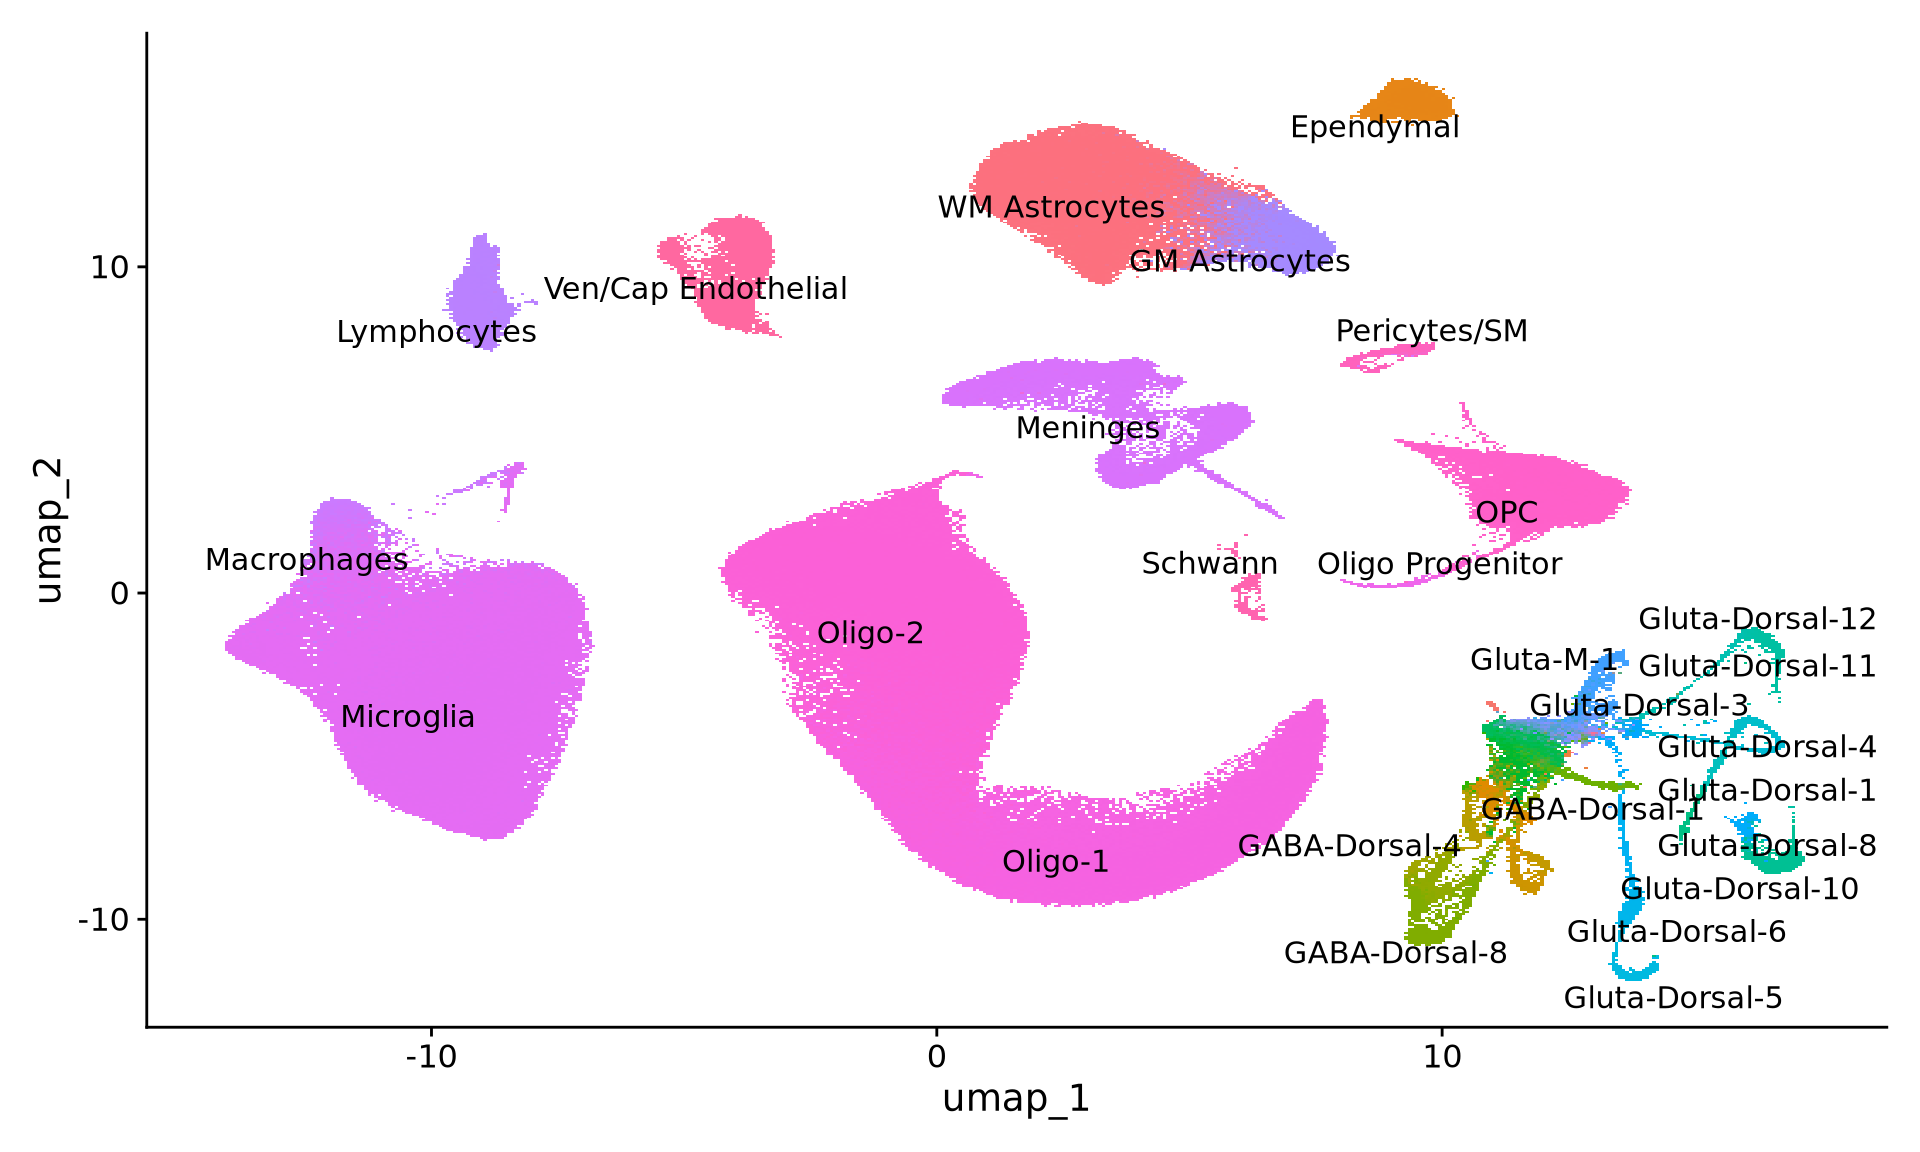 Ependymal
WM Astrocytes
GM Astrocytes
10
Ven/Cap Endothelial
Lymphocytes
Pericytes/SM
Meninges
umap_2
OPC
Macrophages
Schwann
Oligo Progenitor
0
Gluta-Dorsal-12
Oligo-2
Gluta-M-1
Gluta-Dorsal-11
Gluta-Dorsal-3
Microglia
Gluta-Dorsal-4
Gluta-Dorsal-1
GABA-Dorsal-1
GABA-Dorsal-4
Gluta-Dorsal-8
Oligo-1
Gluta-Dorsal-10
-10
Gluta-Dorsal-6
GABA-Dorsal-8
Gluta-Dorsal-5
-10
0
10
umap_1